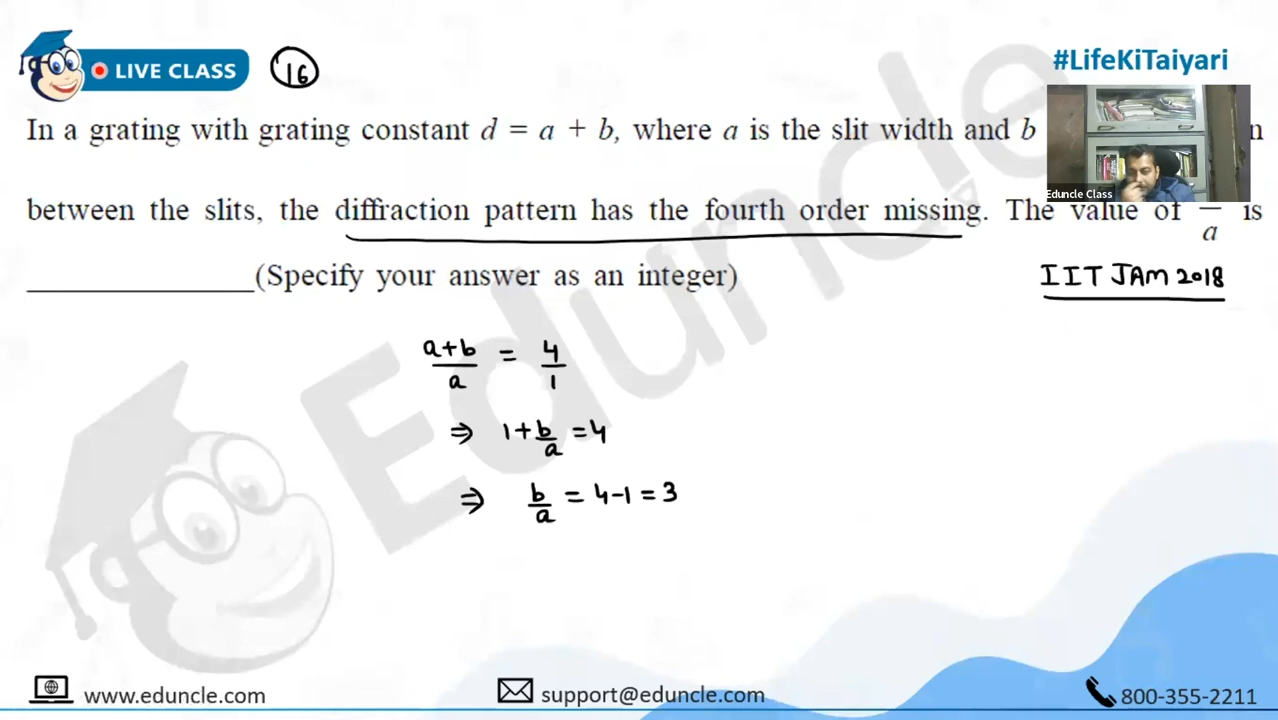 LIVE CLASS
16
#LifeKiTaiyari
In a grating with grating constant d = a + b, where a is the slit width and b n
between the slits, the diffraction pattern has the fourth order missing. The value of — is
a
____________(Specify your answer as an integer)
IIT JAM 2018
Eduncle Class
a+b/a = 4/1
⇒ 1+b/a = 4
⇒ b/a = 4-1 = 3
Eduncle
www.eduncle.com
support@eduncle.com
800-355-2211